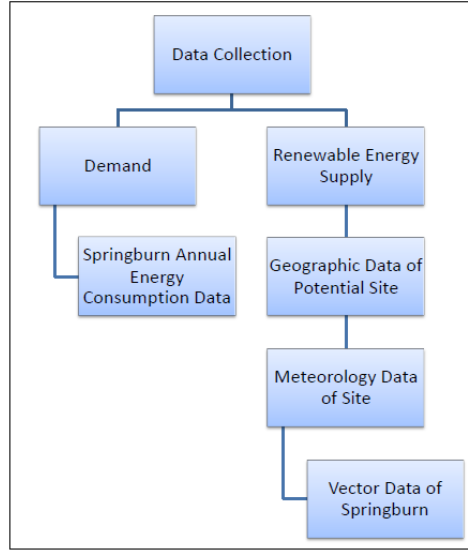 Data Collection
Demand
Renewable Energy
Supply
Springburn Annual
Energy
Consumption Data
Geographic Data of
Potential Site
Meteorology Data
of Site
Vector Data of
Springburn